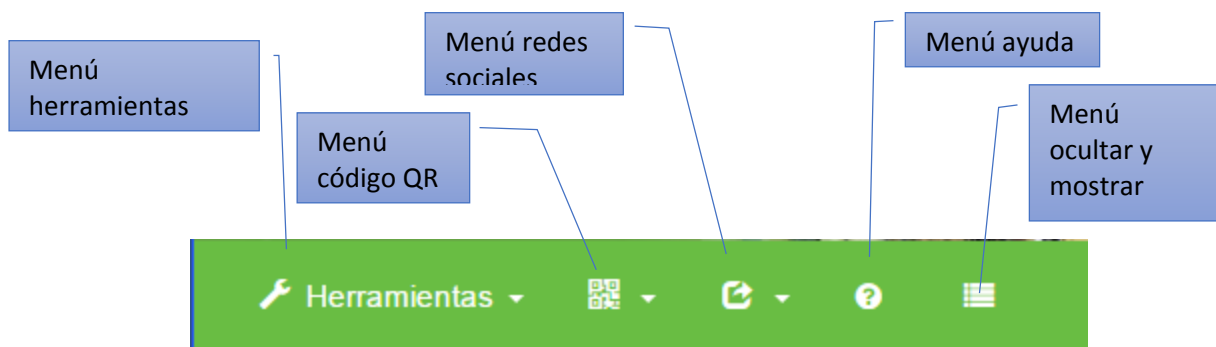 Menú
herramientas
Menú
código QR
Menú redes
sociales
Menú ayuda
Menú
ocultar y
mostrar
Herramientas